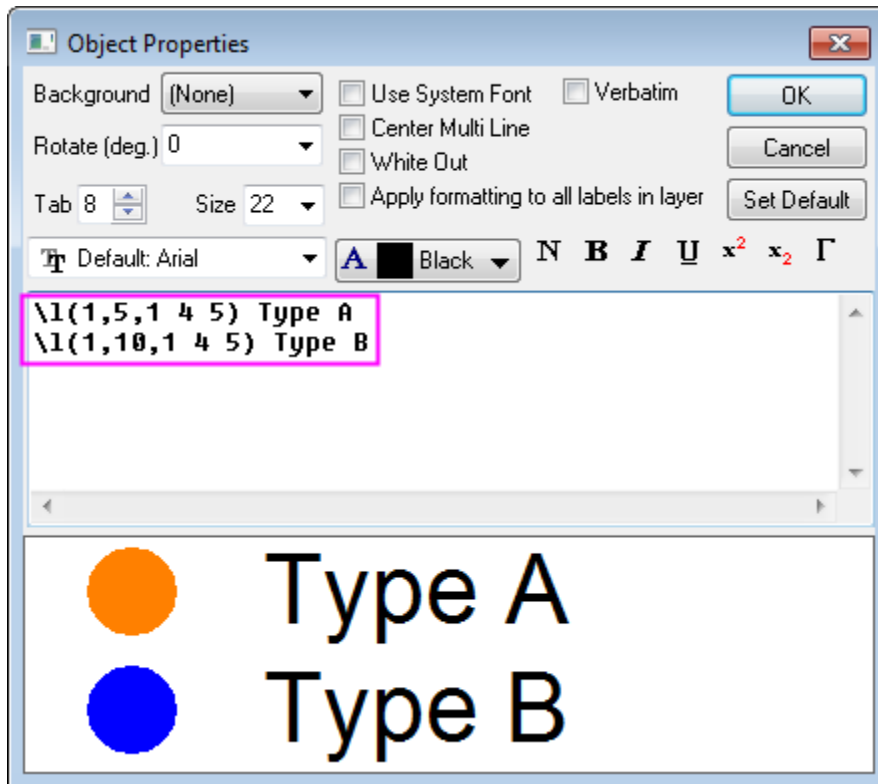 Object Properties
Background (None) Use System Font Verbatim OK
Rotate (deg.) 0 Center Multi Line Cancel
White Out
Tab 8 Size 22 Apply formatting to all labels in layer Set Default
Default: Arial A Black N B I U x² x₂ Γ
\l(1,5,1 4 5) Type A
\l(1,10,1 4 5) Type B
Type A
Type B